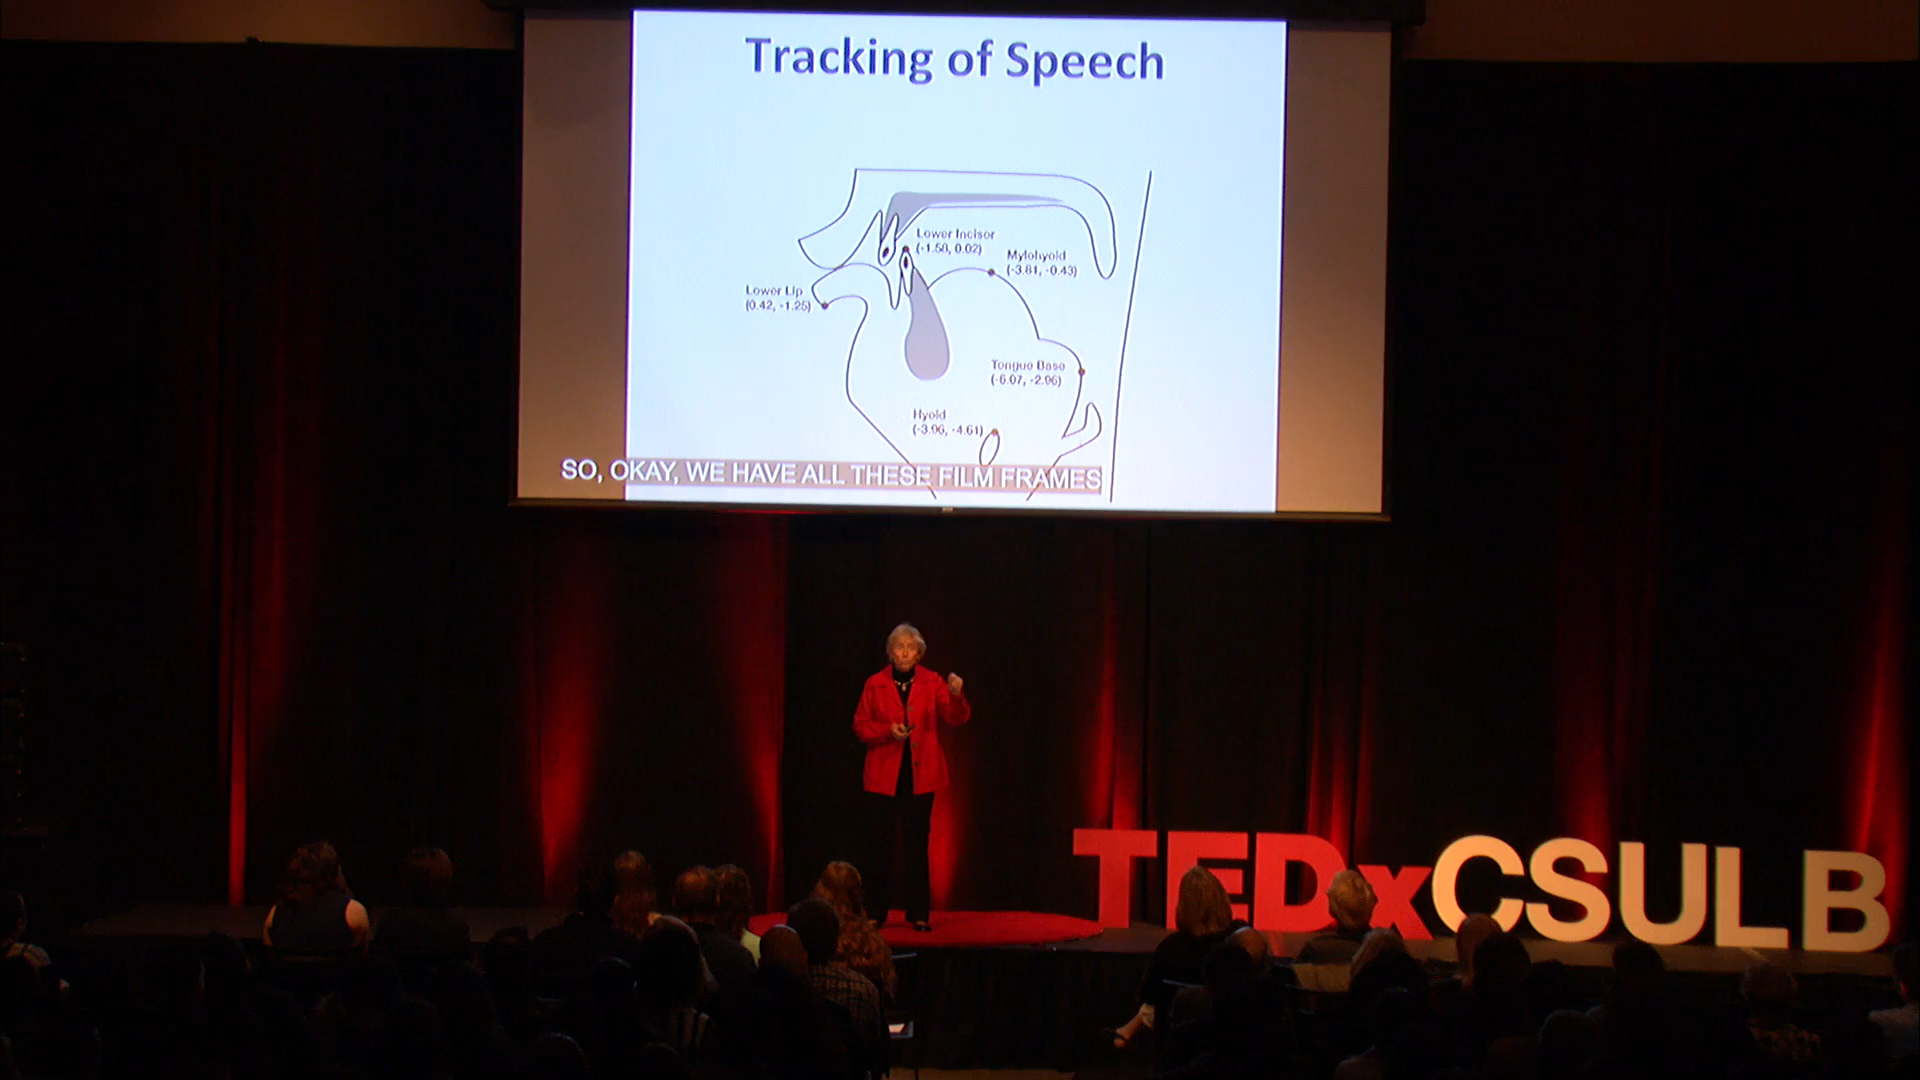 Tracking of Speech
Lower Incisor
(-1.58, 0.02)
Mylohyoid
(-3.81, -0.43)
Lower Lip
(0.42, -1.25)
Tongue Base
(-6.07, -2.96)
Hyoid
(-3.96, -4.61)
SO, OKAY, WE HAVE ALL THESE FILM FRAMES
TEDxCSULB